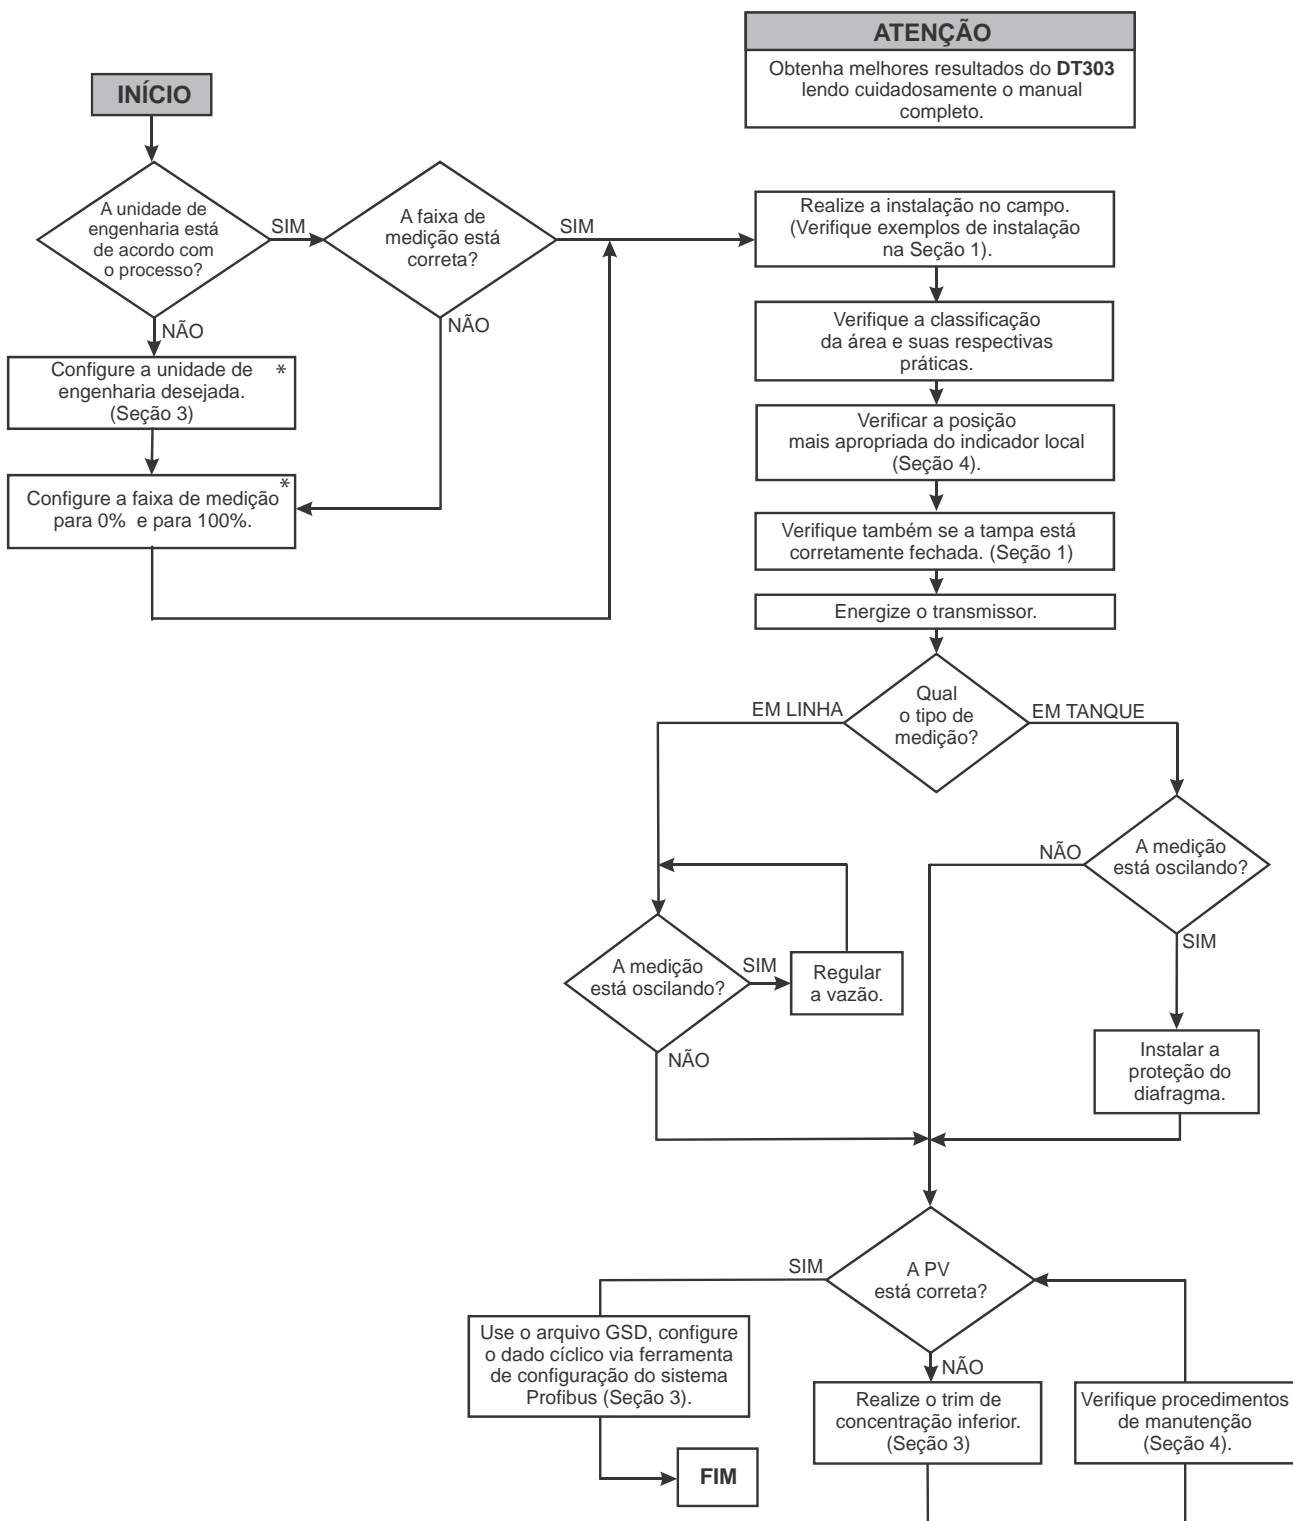 ATENÇÃO
Obtenha melhores resultados do DT303
lendo cuidadosamente o manual
completo.
INÍCIO
A unidade de
engenharia está
de acordo com
o processo?
SIM
NÃO
A faixa de
medição está
correta?
SIM
NÃO
Configure a unidade de *
engenharia desejada.
(Seção 3)
Configure a faixa de medição *
para 0% e para 100%.
Realize a instalação no campo.
(Verifique exemplos de instalação
na Seção 1).
Verifique a classificação
da área e suas respectivas
práticas.
Verificar a posição
mais apropriada do indicador local
(Seção 4).
Verifique também se a tampa está
corretamente fechada. (Seção 1)
Energize o transmissor.
Qual
o tipo de
medição?
EM LINHA
EM TANQUE
A medição
está oscilando?
NÃO
SIM
A medição
está oscilando?
SIM
NÃO
Regular
a vazão.
Instalar a
proteção do
diafragma.
A PV
está correta?
SIM
NÃO
Use o arquivo GSD, configure
o dado cíclico via ferramenta
de configuração do sistema
Profibus (Seção 3).
Realize o trim de
concentração inferior.
(Seção 3)
Verifique procedimentos
de manutenção
(Seção 4).
FIM